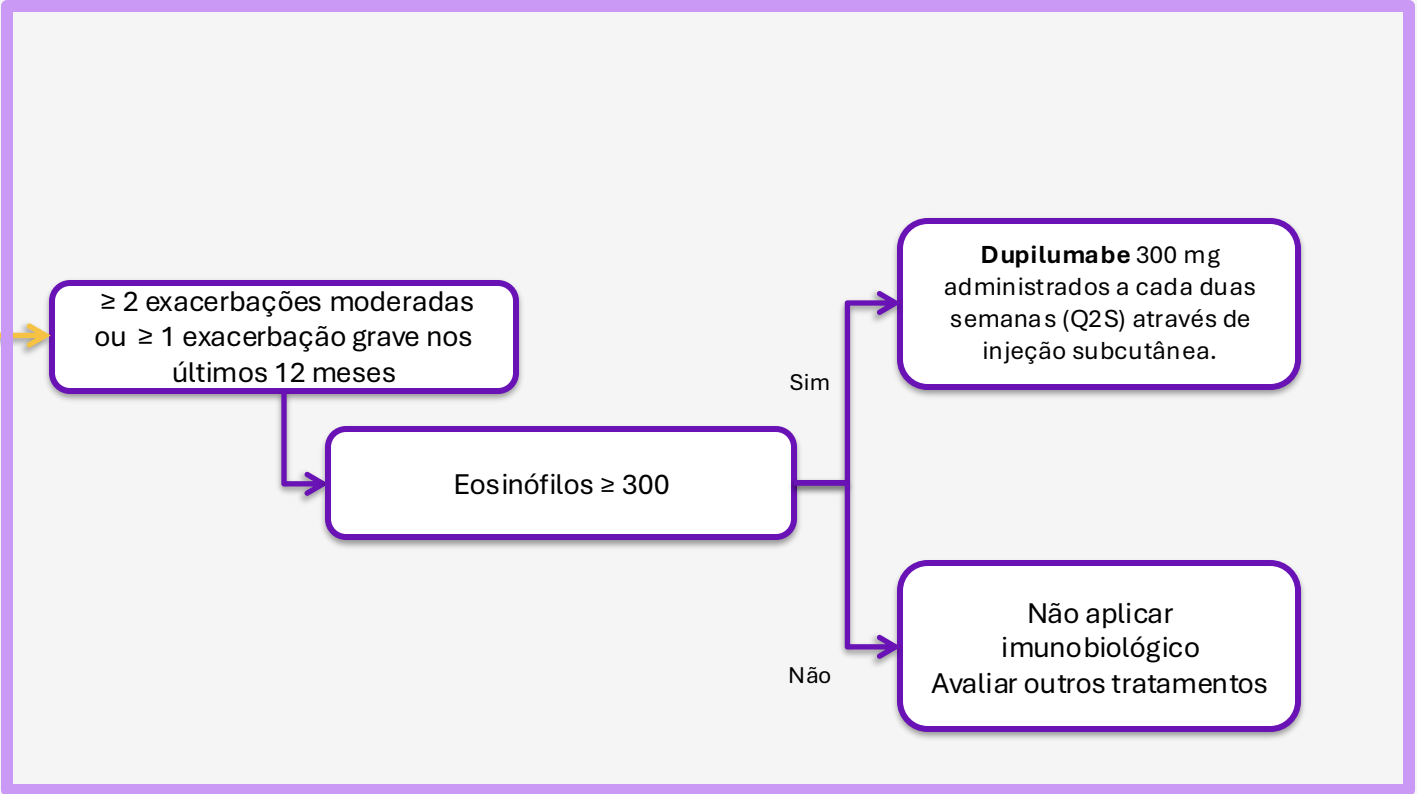 ≥ 2 exacerbações moderadas
ou ≥ 1 exacerbação grave nos
últimos 12 meses
Eosinófilos ≥ 300
Sim
Dupilumabe 300 mg
administrados a cada duas
semanas (Q2S) através de
injeção subcutânea.
Não
Não aplicar
imunobiológico
Avaliar outros tratamentos